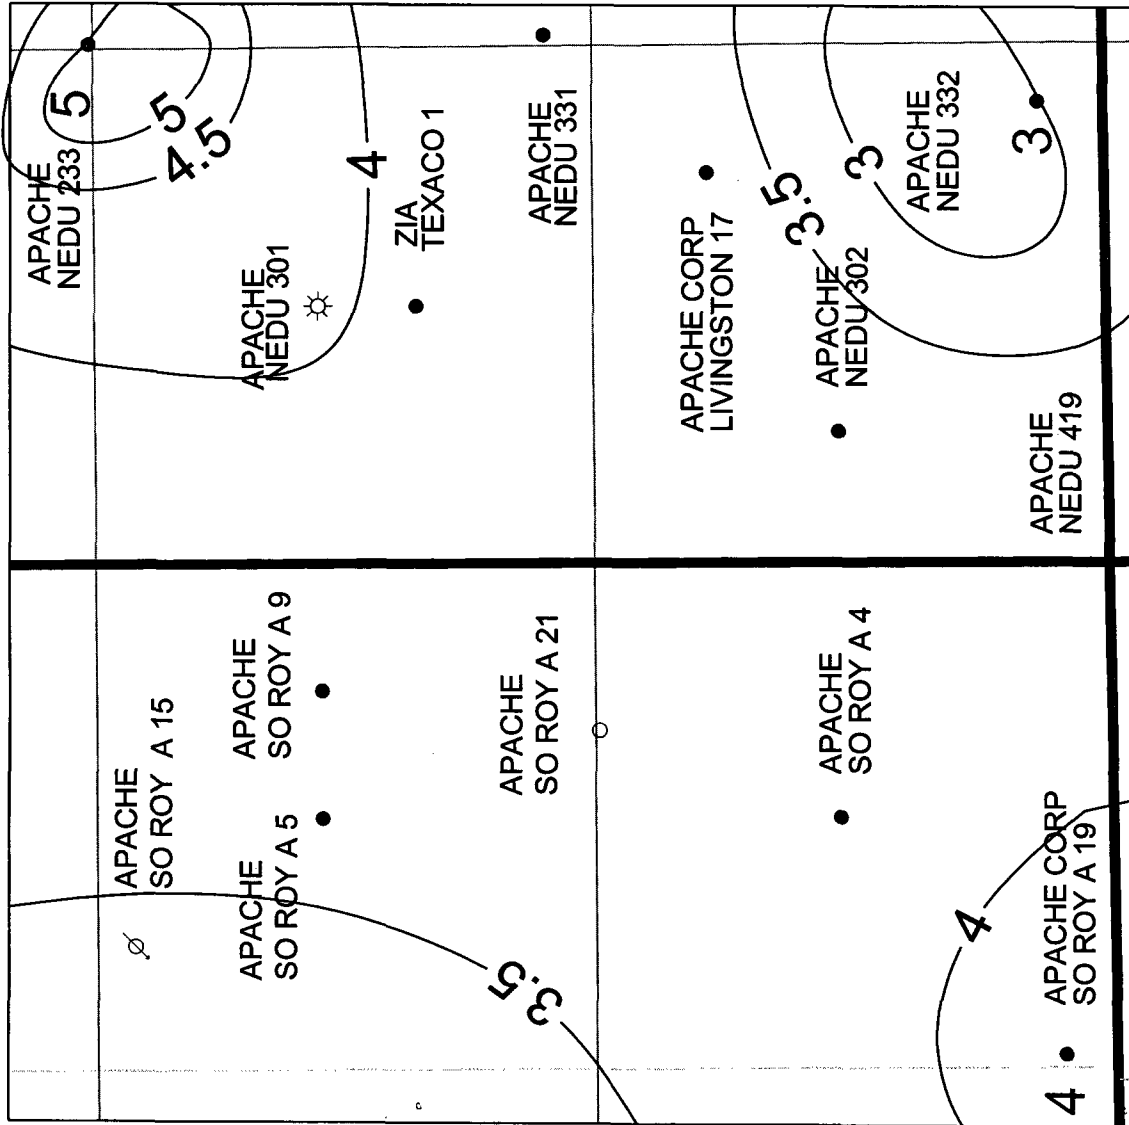 APACHE
NEDU 233
5
5
4.5
4
APACHE
NEDU 301
ZIA
TEXACO 1
APACHE
NEDU 331
APACHE CORP
LIVINGSTON 17
3.5
3
APACHE
NEDU 332
3
APACHE
NEDU 302
APACHE
NEDU 419
APACHE
SO ROY A 15
APACHE
SO ROY A 9
APACHE
SO ROY A 5
APACHE
SO ROY A 21
3.5
APACHE
SO ROY A 4
4
APACHE CORP
SO ROY A 19
4